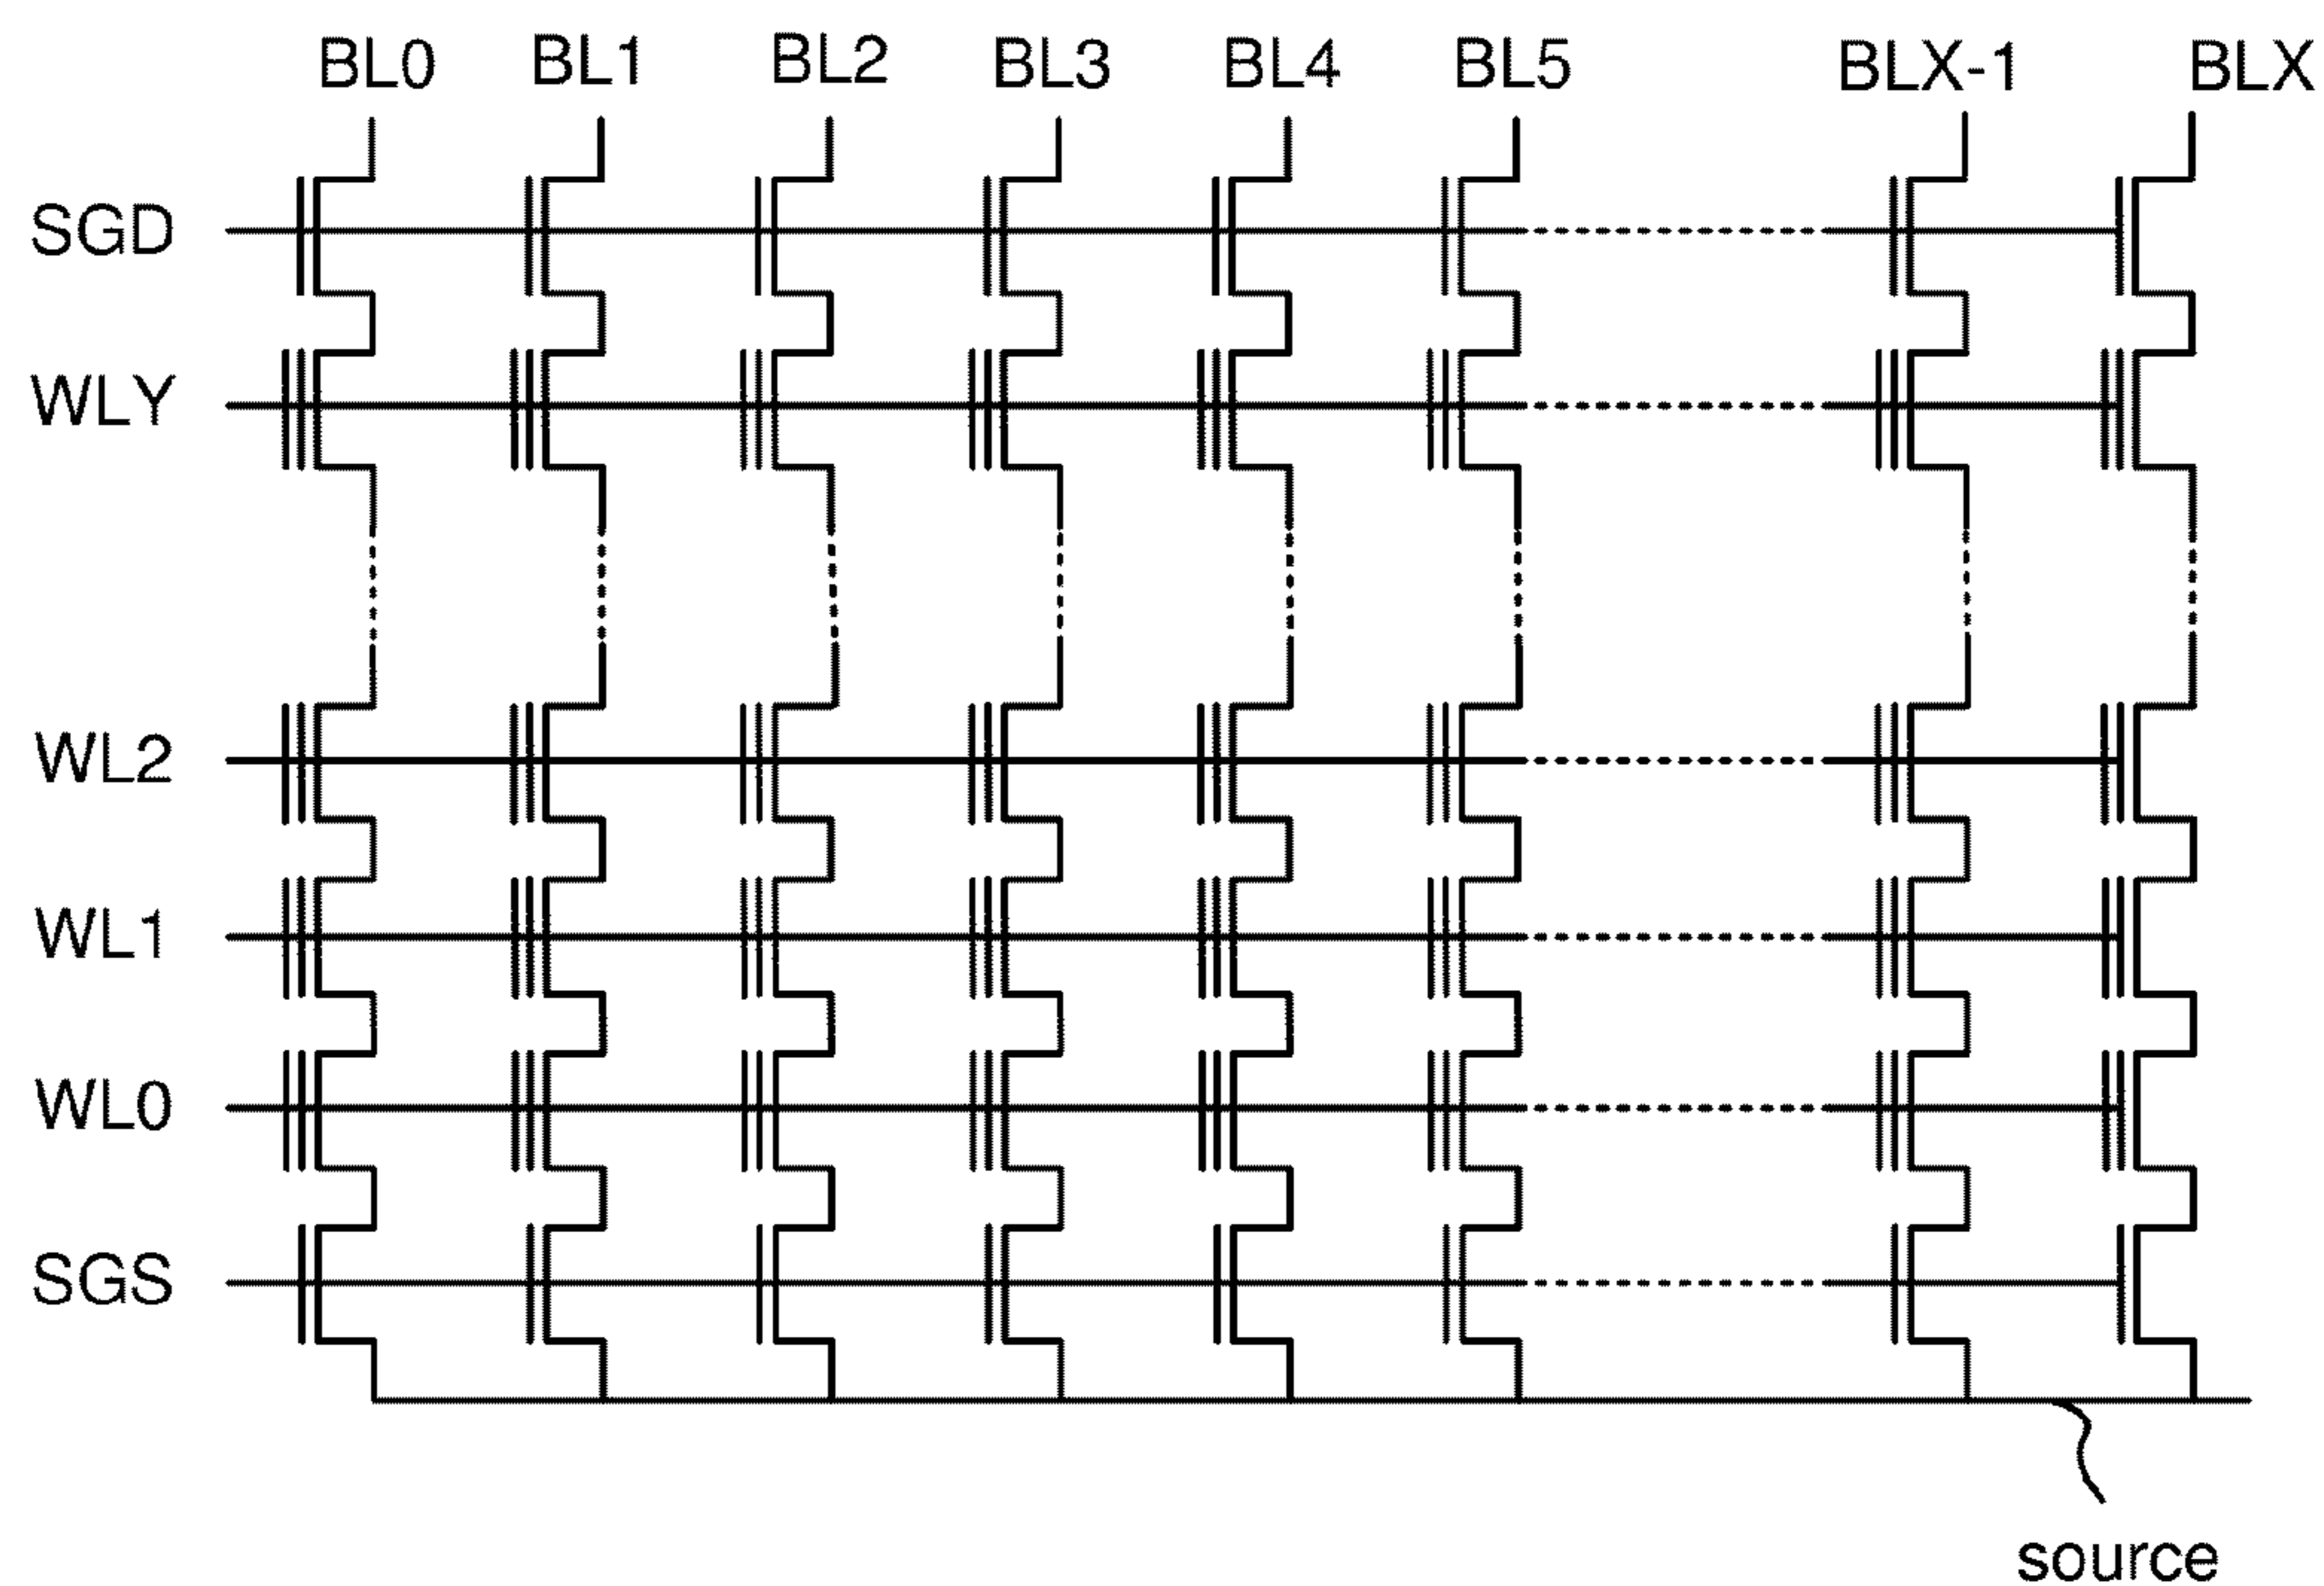 BL0 BL1 BL2 BL3 BL4 BL5 BLX-1 BLX
SGD
WLY
WL2
WL1
WL0
SGS
source